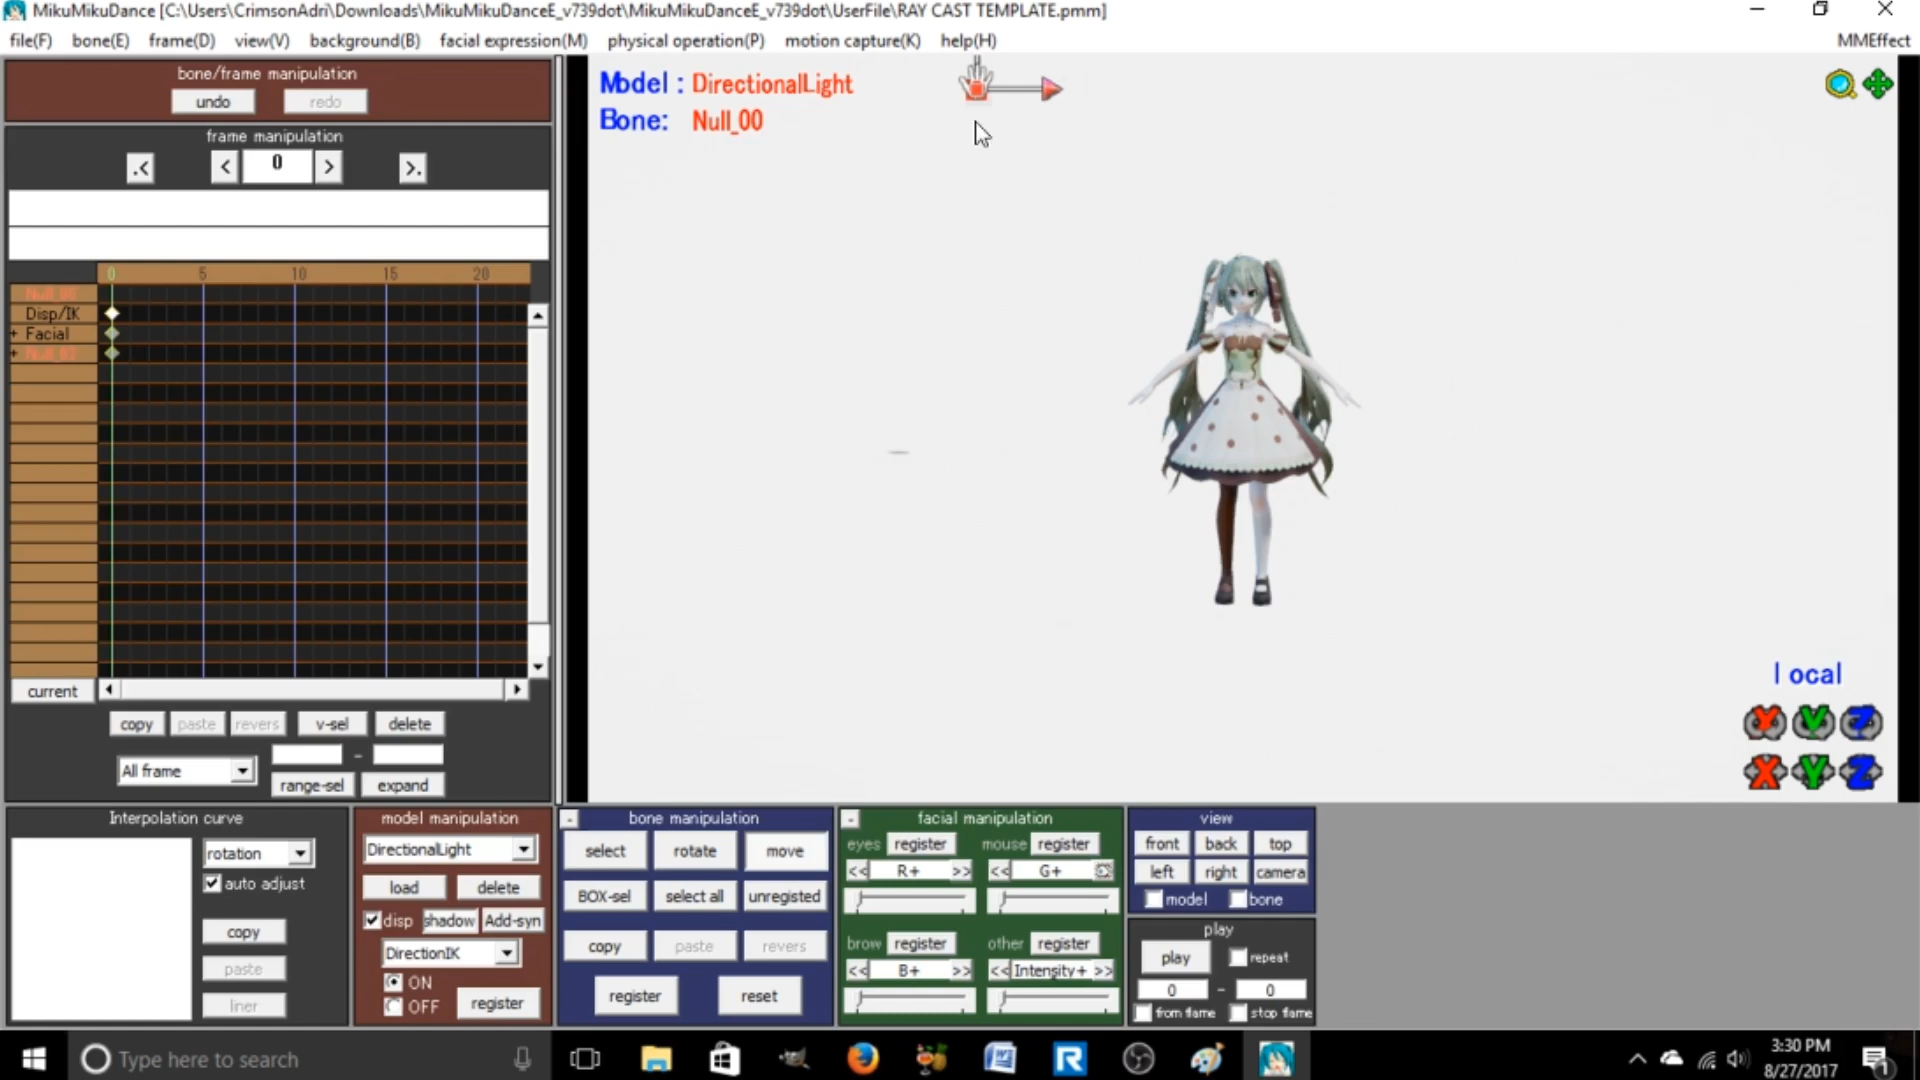 MikuMikuDance [C:\Users\CrimsonAdri\Downloads\MikuMikuDanceE_v739dot\MikuMikuDanceE_v739dot\UserFile\RAY CAST TEMPLATE.pmm]
file(F) bone(E) frame(D) view(V) background(B) facial expression(M) physical operation(P) motion capture(K) help(H) MMEffect
bone/frame manipulation
undo redo
frame manipulation
.< < 0 > >.
Model : DirectionalLight
Bone: Null_00
0 5 10 15 20
Disp/IK
+ Facial
current
copy paste revers v-sel delete
All frame -
range-sel expand
local
X Y Z
X Y Z
Interpolation curve
rotation
auto adjust
copy
paste
liner
model manipulation
DirectionalLight
load delete
disp shadow Add-syn
DirectionIK
ON
OFF register
- bone manipulation
select rotate move
BOX-sel select all unregisted
copy paste revers
register reset
- facial manipulation
eyes register mouse register
<< R+ >> << G+
brow register other register
<< B+ >> << Intensity+ >>
view
front back top
left right camera
model bone
play
play repeat
0 - 0
from flame stop flame
Type here to search
3:30 PM
8/27/2017
1